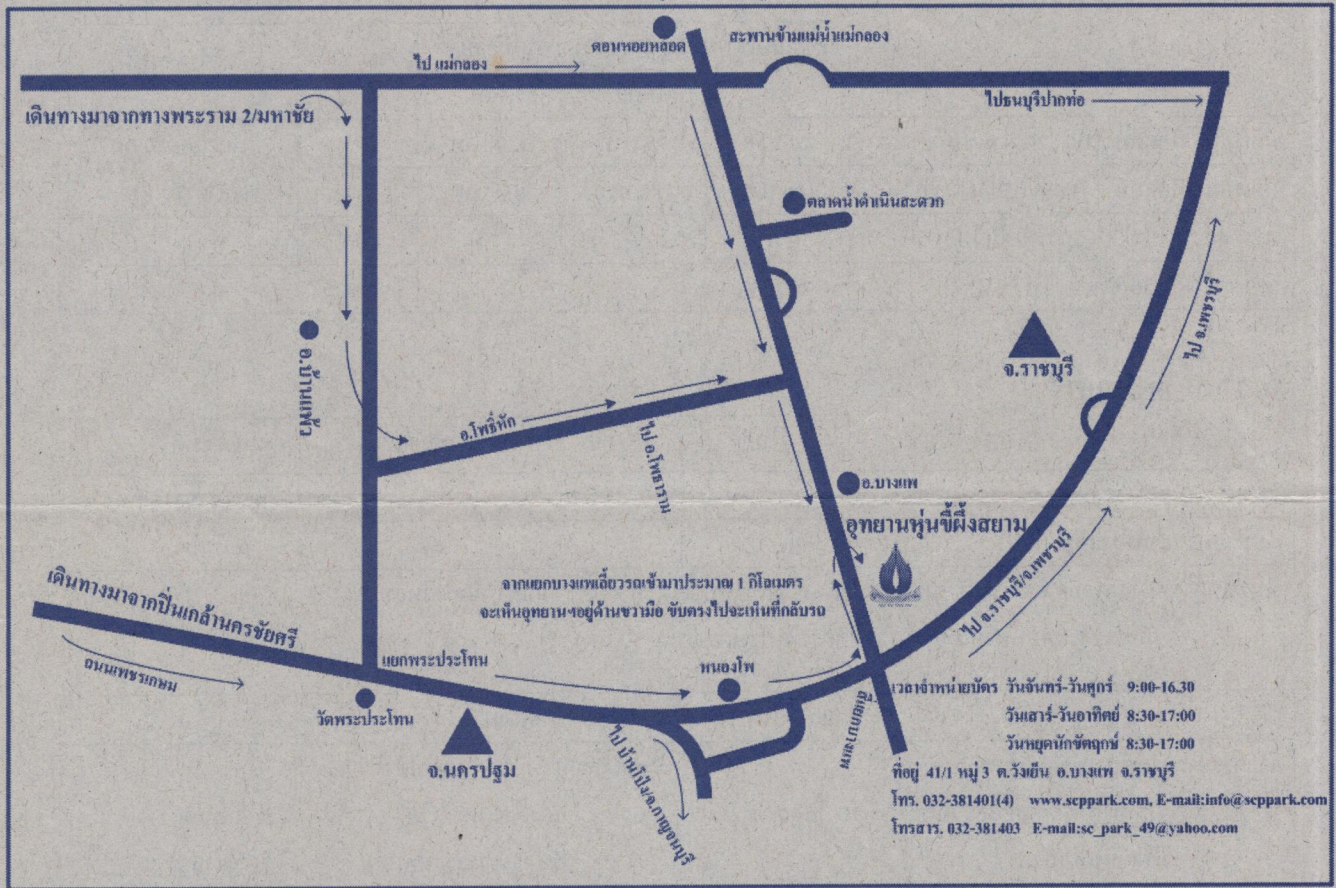 ดอนหอยหลอด
สะพานข้ามแม่น้ำแม่กลอง
ไป แม่กลอง
เดินทางมาจากทางพระราม 2/มหาชัย
ไปธนบุรีปากท่อ
ตลาดน้ำดำเนินสะดวก
ไป จ.เพชรบุรี
อ.บ้านแพ้ว
จ.ราชบุรี
อ.โพธิ์หัก
ไป อ.โพธาราม
อ.บางแพ
อุทยานหุ่นขี้ผึ้งสยาม
จากแยกบางแพเลี้ยวรถเข้ามาประมาณ 1 กิโลเมตร
จะเห็นอุทยานฯอยู่ด้านขวามือ ขับตรงไปจะเห็นที่กลับรถ
ไป จ.ราชบุรี/จ.เพชรบุรี
เดินทางมาจากปิ่นเกล้านครชัยศรี
ถนนเพชรเกษม
แยกพระประโทน
หนองโพ
วัดพระประโทน
จ.นครปฐม
ไป บ้านโป่ง/จ.กาญจนบุรี
สี่แยกบางแพ
เวลาจำหน่ายบัตร วันจันทร์-วันศุกร์ 9:00-16.30
วันเสาร์-วันอาทิตย์ 8:30-17:00
วันหยุดนักขัตฤกษ์ 8:30-17:00
ที่อยู่ 41/1 หมู่ 3 ต.วังเย็น อ.บางแพ จ.ราชบุรี
โทร. 032-381401(4) www.scppark.com, E-mail:info@scppark.com
โทรสาร. 032-381403 E-mail:sc_park_49@yahoo.com